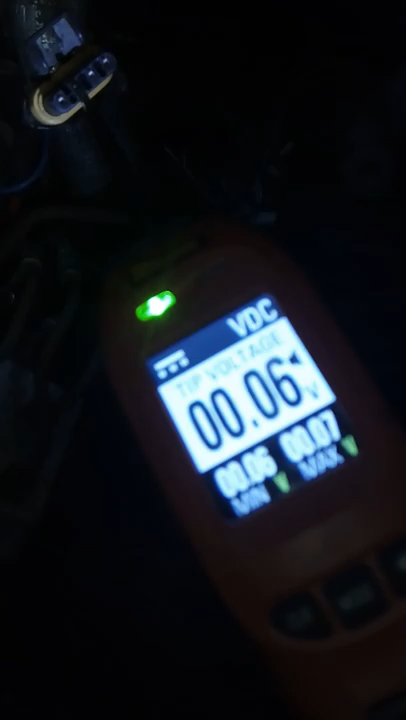 VDC
TIP VOLTAGE
00.06 V
00.06 00.07
MIN V MAX V